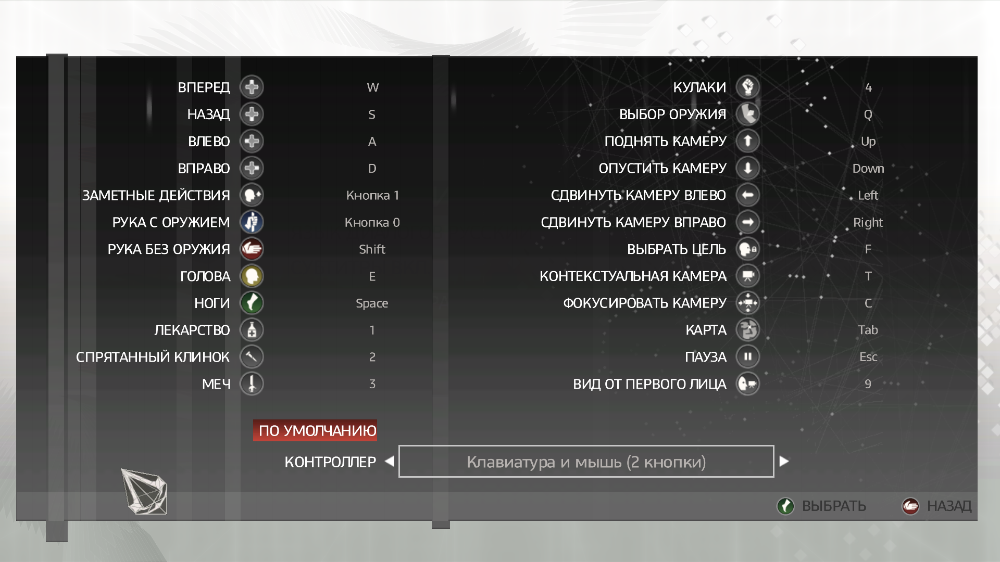 ВПЕРЕД W
НАЗАД S
ВЛЕВО A
ВПРАВО D
ЗАМЕТНЫЕ ДЕЙСТВИЯ Кнопка 1
РУКА С ОРУЖИЕМ Кнопка 0
РУКА БЕЗ ОРУЖИЯ Shift
ГОЛОВА E
НОГИ Space
ЛЕКАРСТВО 1
СПРЯТАННЫЙ КЛИНОК 2
МЕЧ 3
КУЛАКИ 4
ВЫБОР ОРУЖИЯ Q
ПОДНЯТЬ КАМЕРУ Up
ОПУСТИТЬ КАМЕРУ Down
СДВИНУТЬ КАМЕРУ ВЛЕВО Left
СДВИНУТЬ КАМЕРУ ВПРАВО Right
ВЫБРАТЬ ЦЕЛЬ F
КОНТЕКСТУАЛЬНАЯ КАМЕРА T
ФОКУСИРОВАТЬ КАМЕРУ C
КАРТА Tab
ПАУЗА Esc
ВИД ОТ ПЕРВОГО ЛИЦА 9
ПО УМОЛЧАНИЮ
КОНТРОЛЛЕР Клавиатура и мышь (2 кнопки)
ВЫБРАТЬ НАЗАД